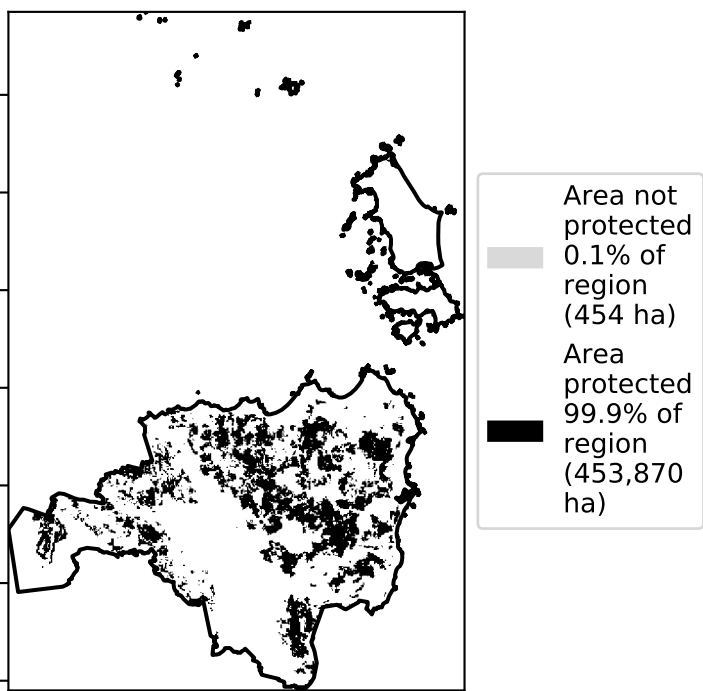 Area not
protected
0.1% of
region
(454 ha)
Area
protected
99.9% of
region
(453,870
ha)